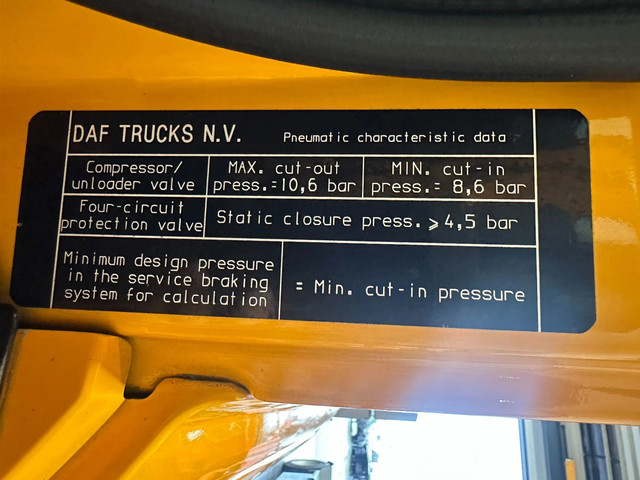 DAF TRUCKS N.V. Pneumatic characteristic data
Compressor/
unloader valve
MAX. cut-out
press.=10,6 bar
MIN. cut-in
press.= 8,6 bar
Four-circuit
protection valve
Static closure press. ⩾ 4,5 bar
Minimum design pressure
in the service braking
system for calculation
= Min. cut-in pressure